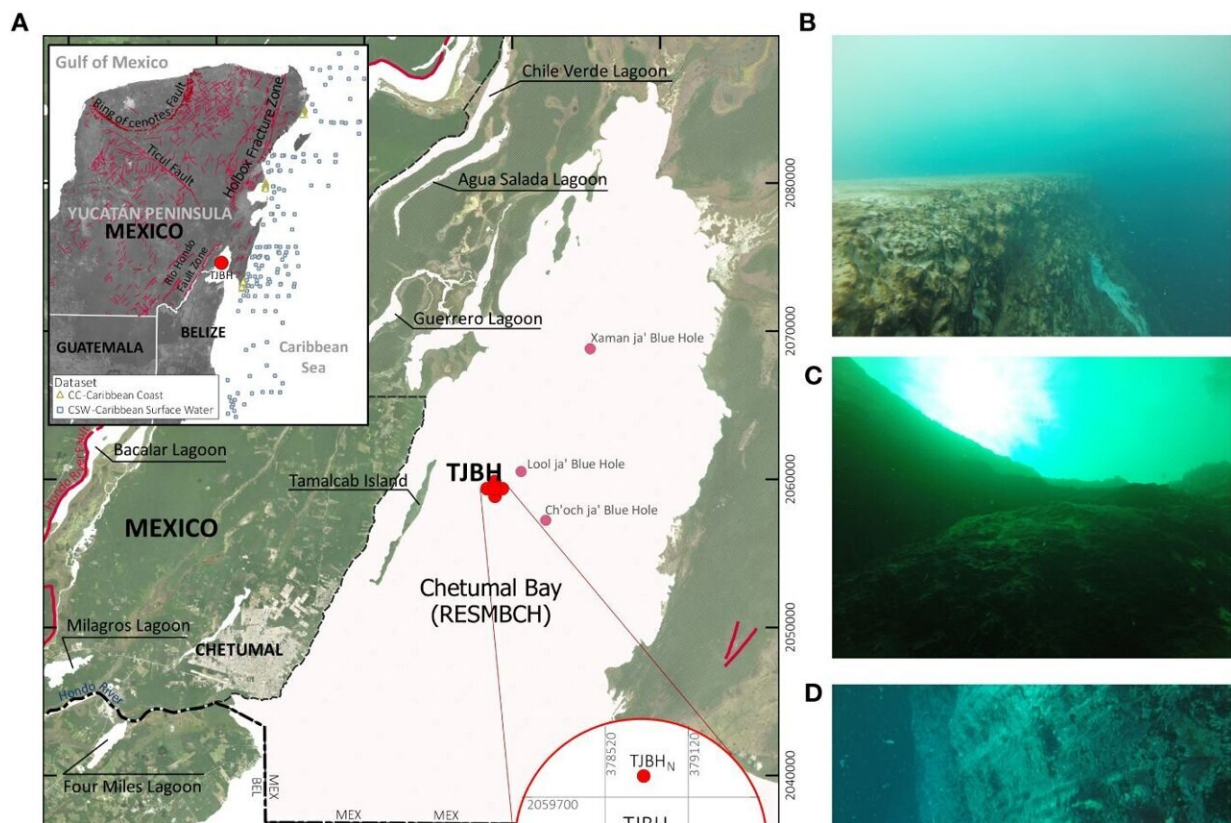 A
Gulf of Mexico
Ring of cenotes Fault
Holbox Fracture Zone
Ticul Fault
YUCATÁN PENINSULA
MEXICO
TJBH
Rio Hondo
Fault Zone
BELIZE
GUATEMALA
Caribbean
Sea
Dataset
CC-Caribbean Coast
CSW-Caribbean Surface Water
Chile Verde Lagoon
Agua Salada Lagoon
Guerrero Lagoon
Xaman ja' Blue Hole
Bacalar Lagoon
Hondo River
TJBH
Lool ja' Blue Hole
Tamalcab Island
Ch'och ja' Blue Hole
MEXICO
Chetumal Bay
(RESMBCH)
Milagros Lagoon
CHETUMAL
Hondo River
Four Miles Lagoon
MEX
BEL
MEX
MEX
378520
379120
TJBHN
2059700
2080000
2070000
2060000
2050000
2040000
B
C
D